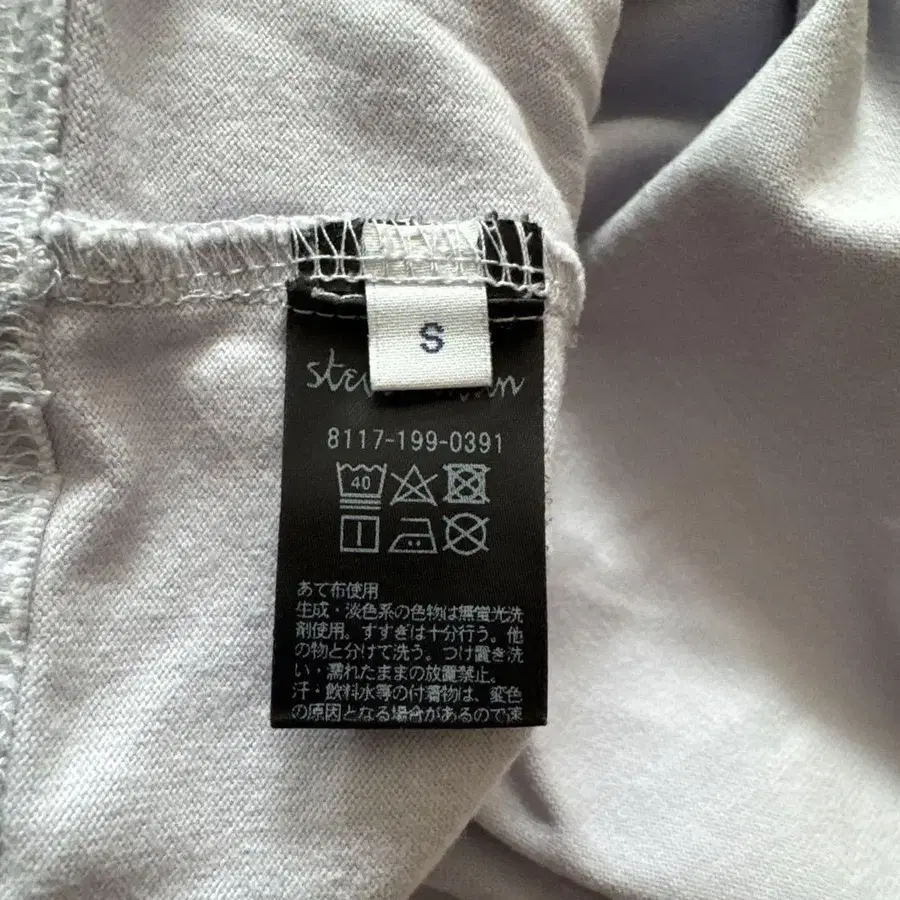 S
8117-199-0391
40
あて布使用
生成・淡色系の色物は無蛍光洗
剤使用。すすぎは十分行う。他
の物と分けて洗う。つけ置き洗
い・濡れたままの放置禁止。
汗・飲料水等の付着物は、変色
の原因となる場合があるので速